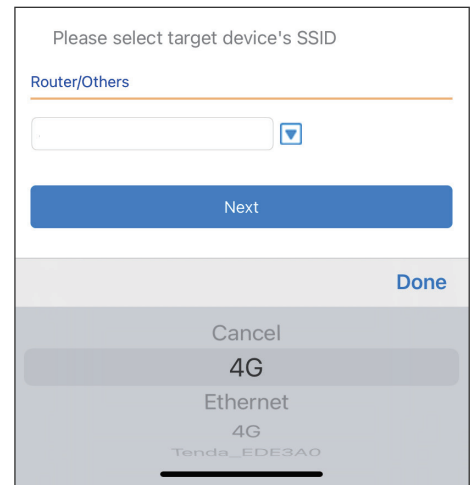 Please select target device's SSID
Router/Others
Next
Done
Cancel
4G
Ethernet
4G
Tenda_EDE3A0